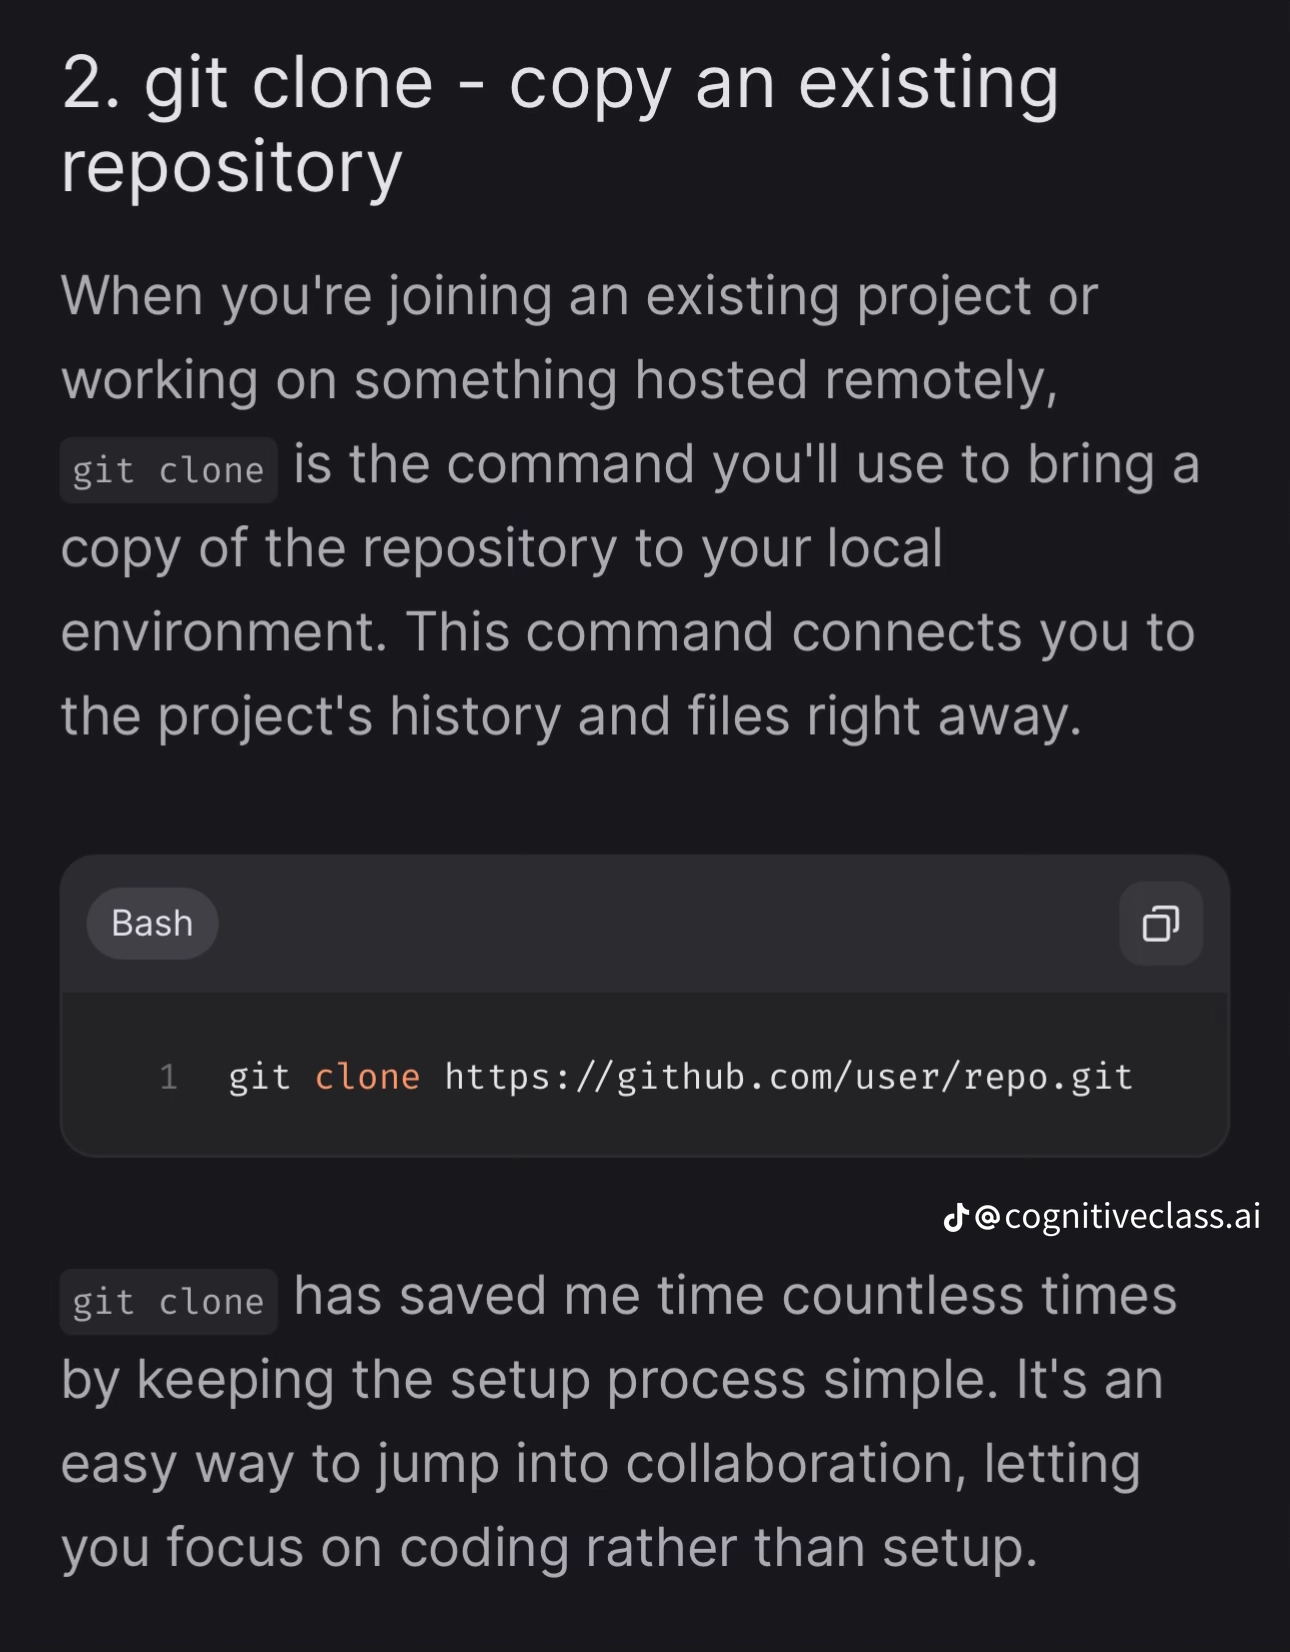 2. git clone - copy an existing
repository
When you're joining an existing project or
working on something hosted remotely,
git clone is the command you'll use to bring a
copy of the repository to your local
environment. This command connects you to
the project's history and files right away.
Bash
1 git clone https://github.com/user/repo.git
@cognitiveclass.ai
git clone has saved me time countless times
by keeping the setup process simple. It's an
easy way to jump into collaboration, letting
you focus on coding rather than setup.